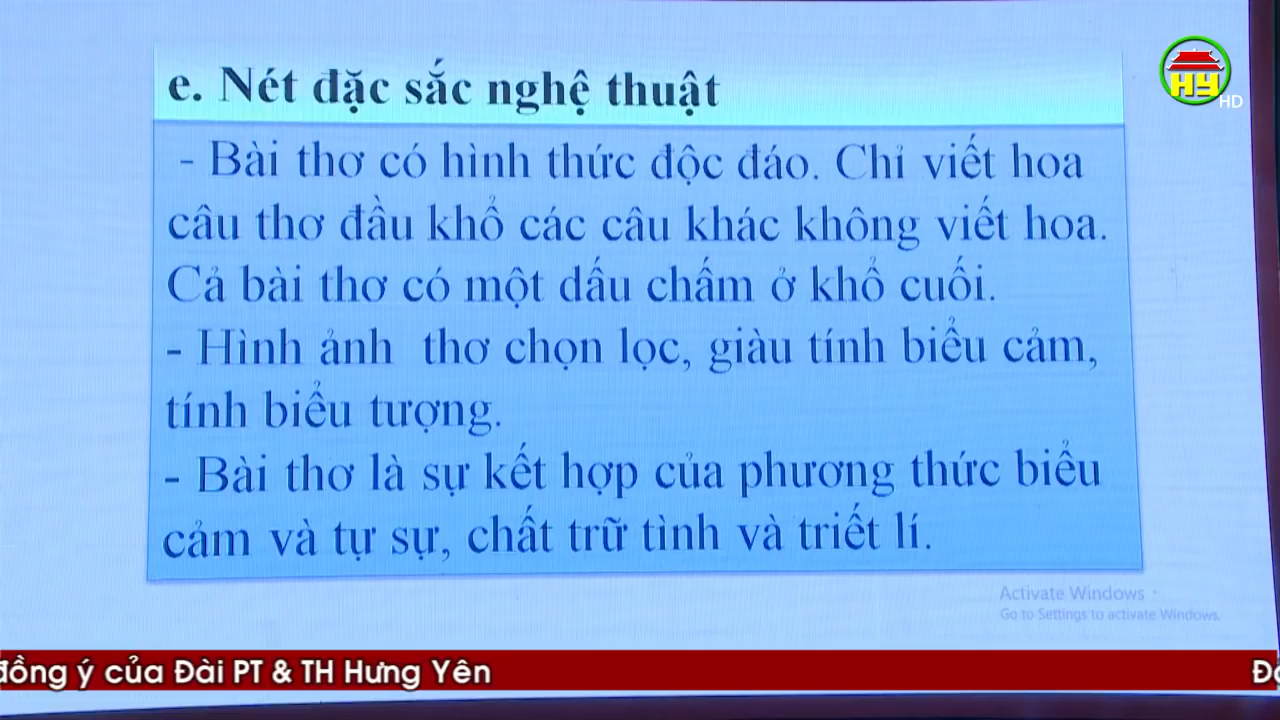 HY
HD
e. Nét đặc sắc nghệ thuật
- Bài thơ có hình thức độc đáo. Chỉ viết hoa
câu thơ đầu khổ các câu khác không viết hoa.
Cả bài thơ có một dấu chấm ở khổ cuối.
- Hình ảnh thơ chọn lọc, giàu tính biểu cảm,
tính biểu tượng.
- Bài thơ là sự kết hợp của phương thức biểu
cảm và tự sự, chất trữ tình và triết lí.
Activate Windows
Go to Settings to activate Windows.
đồng ý của Đài PT & TH Hưng Yên